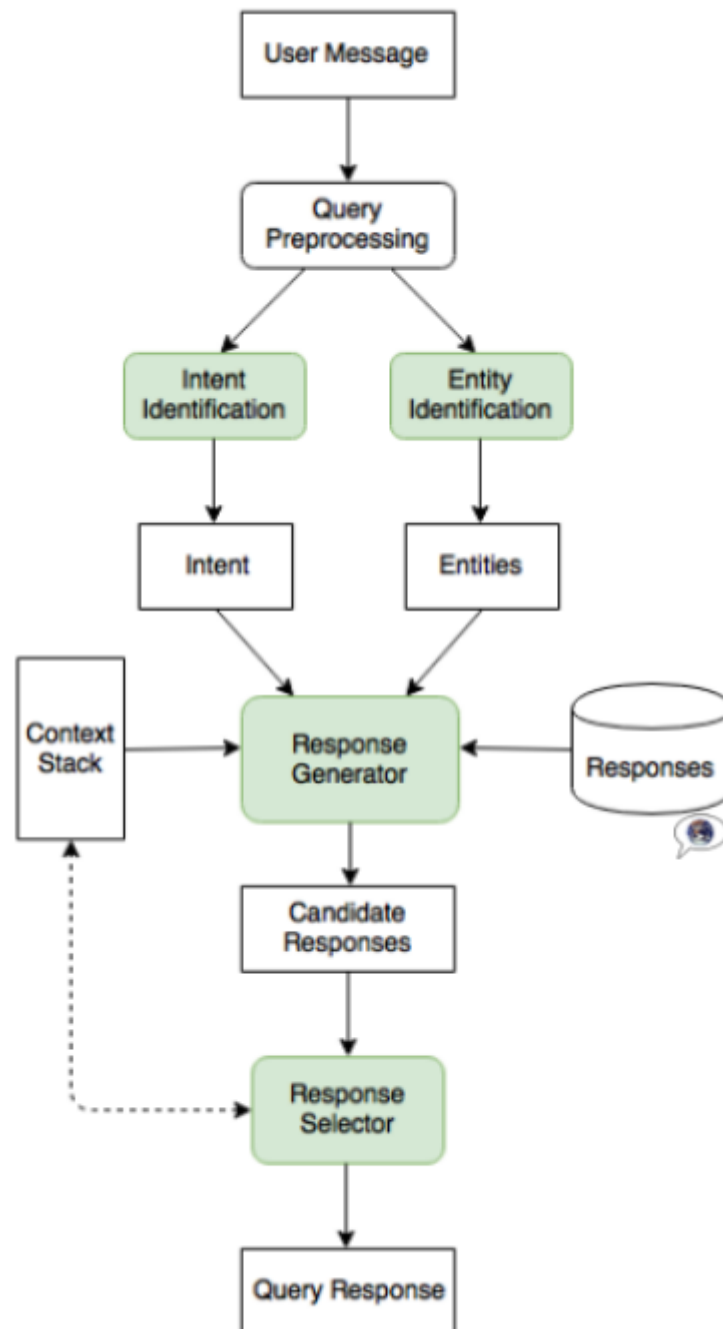 User Message
Query
Preprocessing
Intent
Identification
Entity
Identification
Intent
Entities
Context
Stack
Response
Generator
Responses
Candidate
Responses
Response
Selector
Query Response